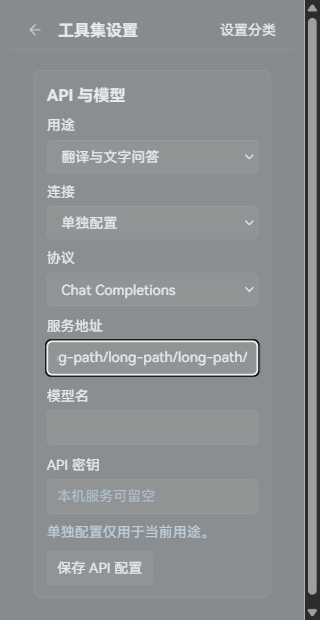 工具集设置
设置分类
API 与模型
用途
翻译与文字问答
连接
单独配置
协议
Chat Completions
服务地址
g-path/long-path/long-path/
模型名
API 密钥
本机服务可留空
单独配置仅用于当前用途。
保存 API 配置